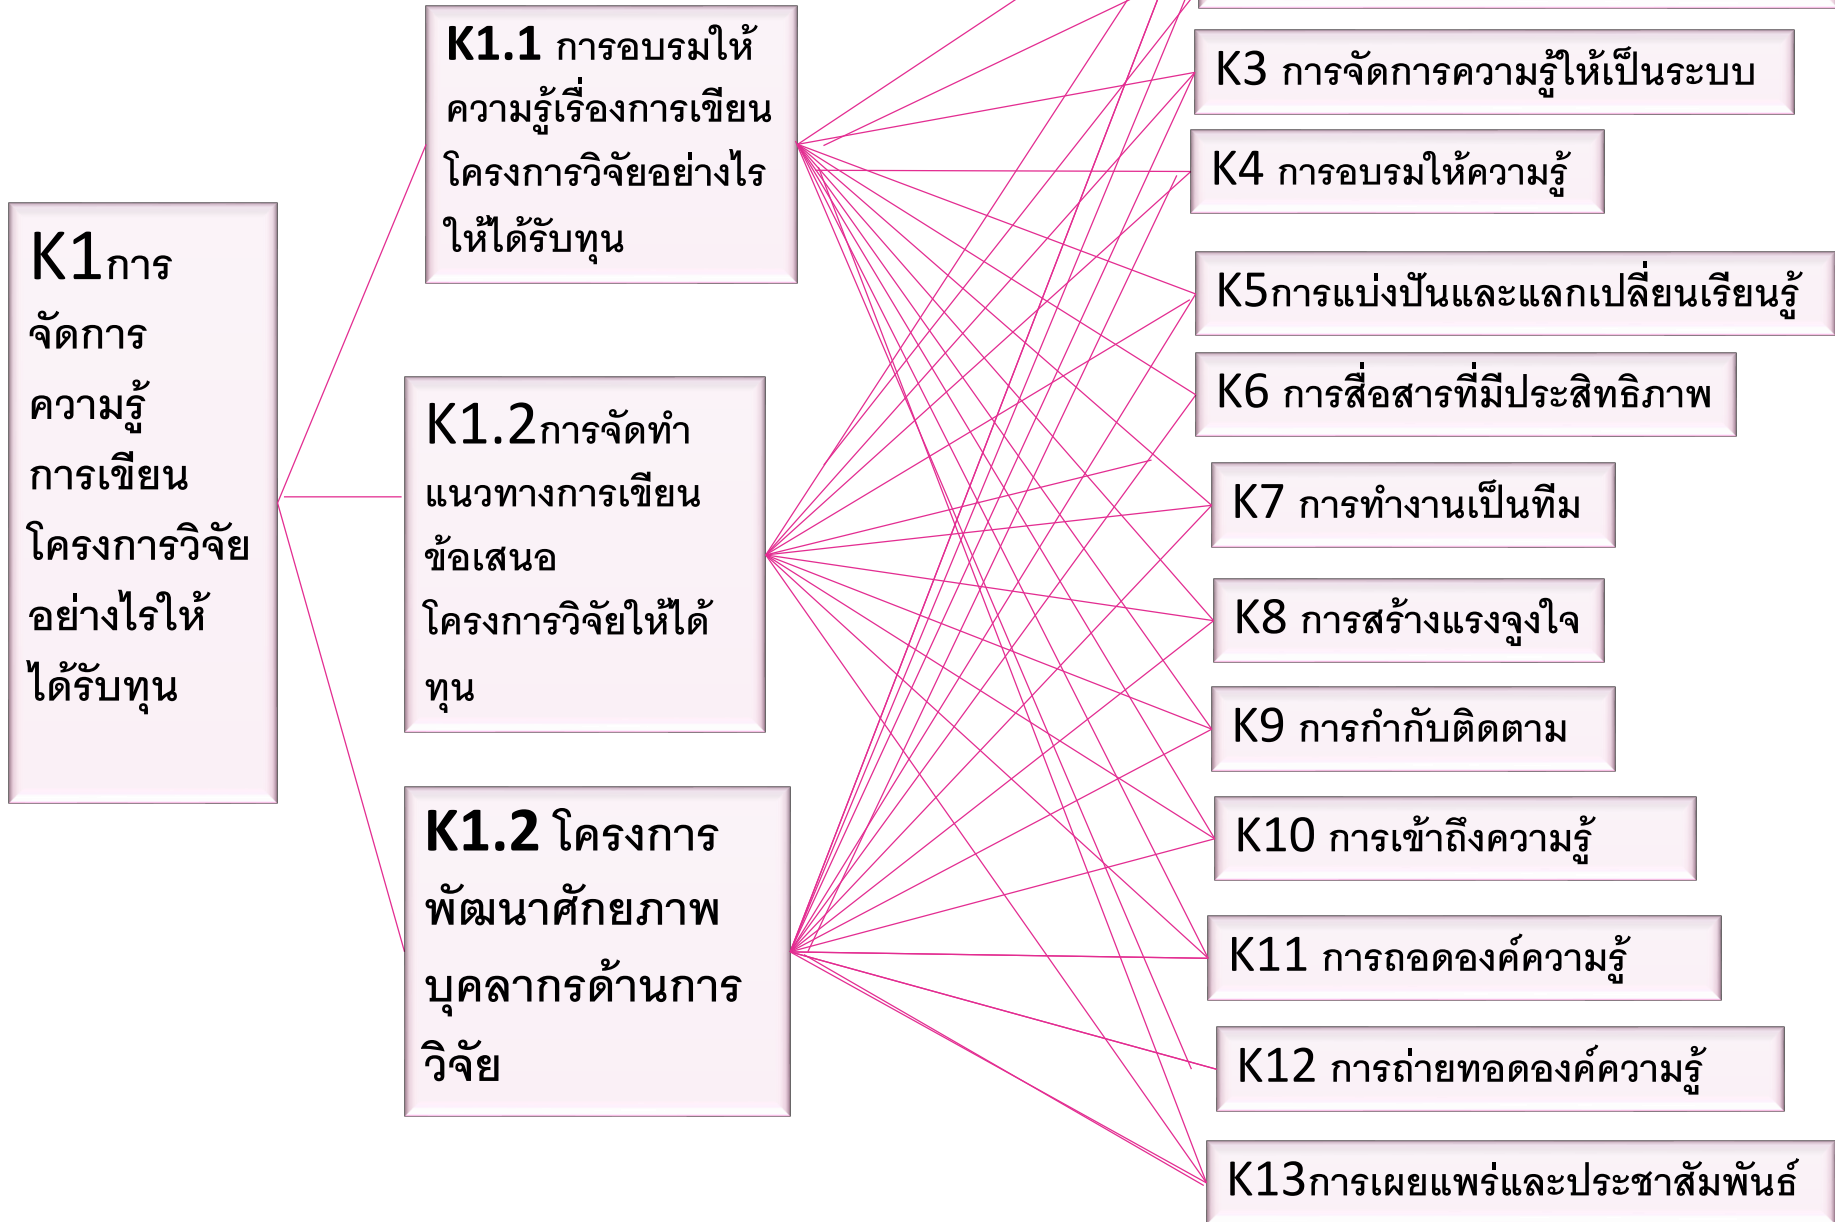 K1การ
จัดการ
ความรู้
การเขียน
โครงการวิจัย
อย่างไรให้
ได้รับทุน
K1.1 การอบรมให้
ความรู้เรื่องการเขียน
โครงการวิจัยอย่างไร
ให้ได้รับทุน
K1.2การจัดทำ
แนวทางการเขียน
ข้อเสนอ
โครงการวิจัยให้ได้
ทุน
K1.2 โครงการ
พัฒนาศักยภาพ
บุคลากรด้านการ
วิจัย
K3 การจัดการความรู้ให้เป็นระบบ
K4 การอบรมให้ความรู้
K5การแบ่งปันและแลกเปลี่ยนเรียนรู้
K6 การสื่อสารที่มีประสิทธิภาพ
K7 การทำงานเป็นทีม
K8 การสร้างแรงจูงใจ
K9 การกำกับติดตาม
K10 การเข้าถึงความรู้
K11 การถอดองค์ความรู้
K12 การถ่ายทอดองค์ความรู้
K13การเผยแพร่และประชาสัมพันธ์